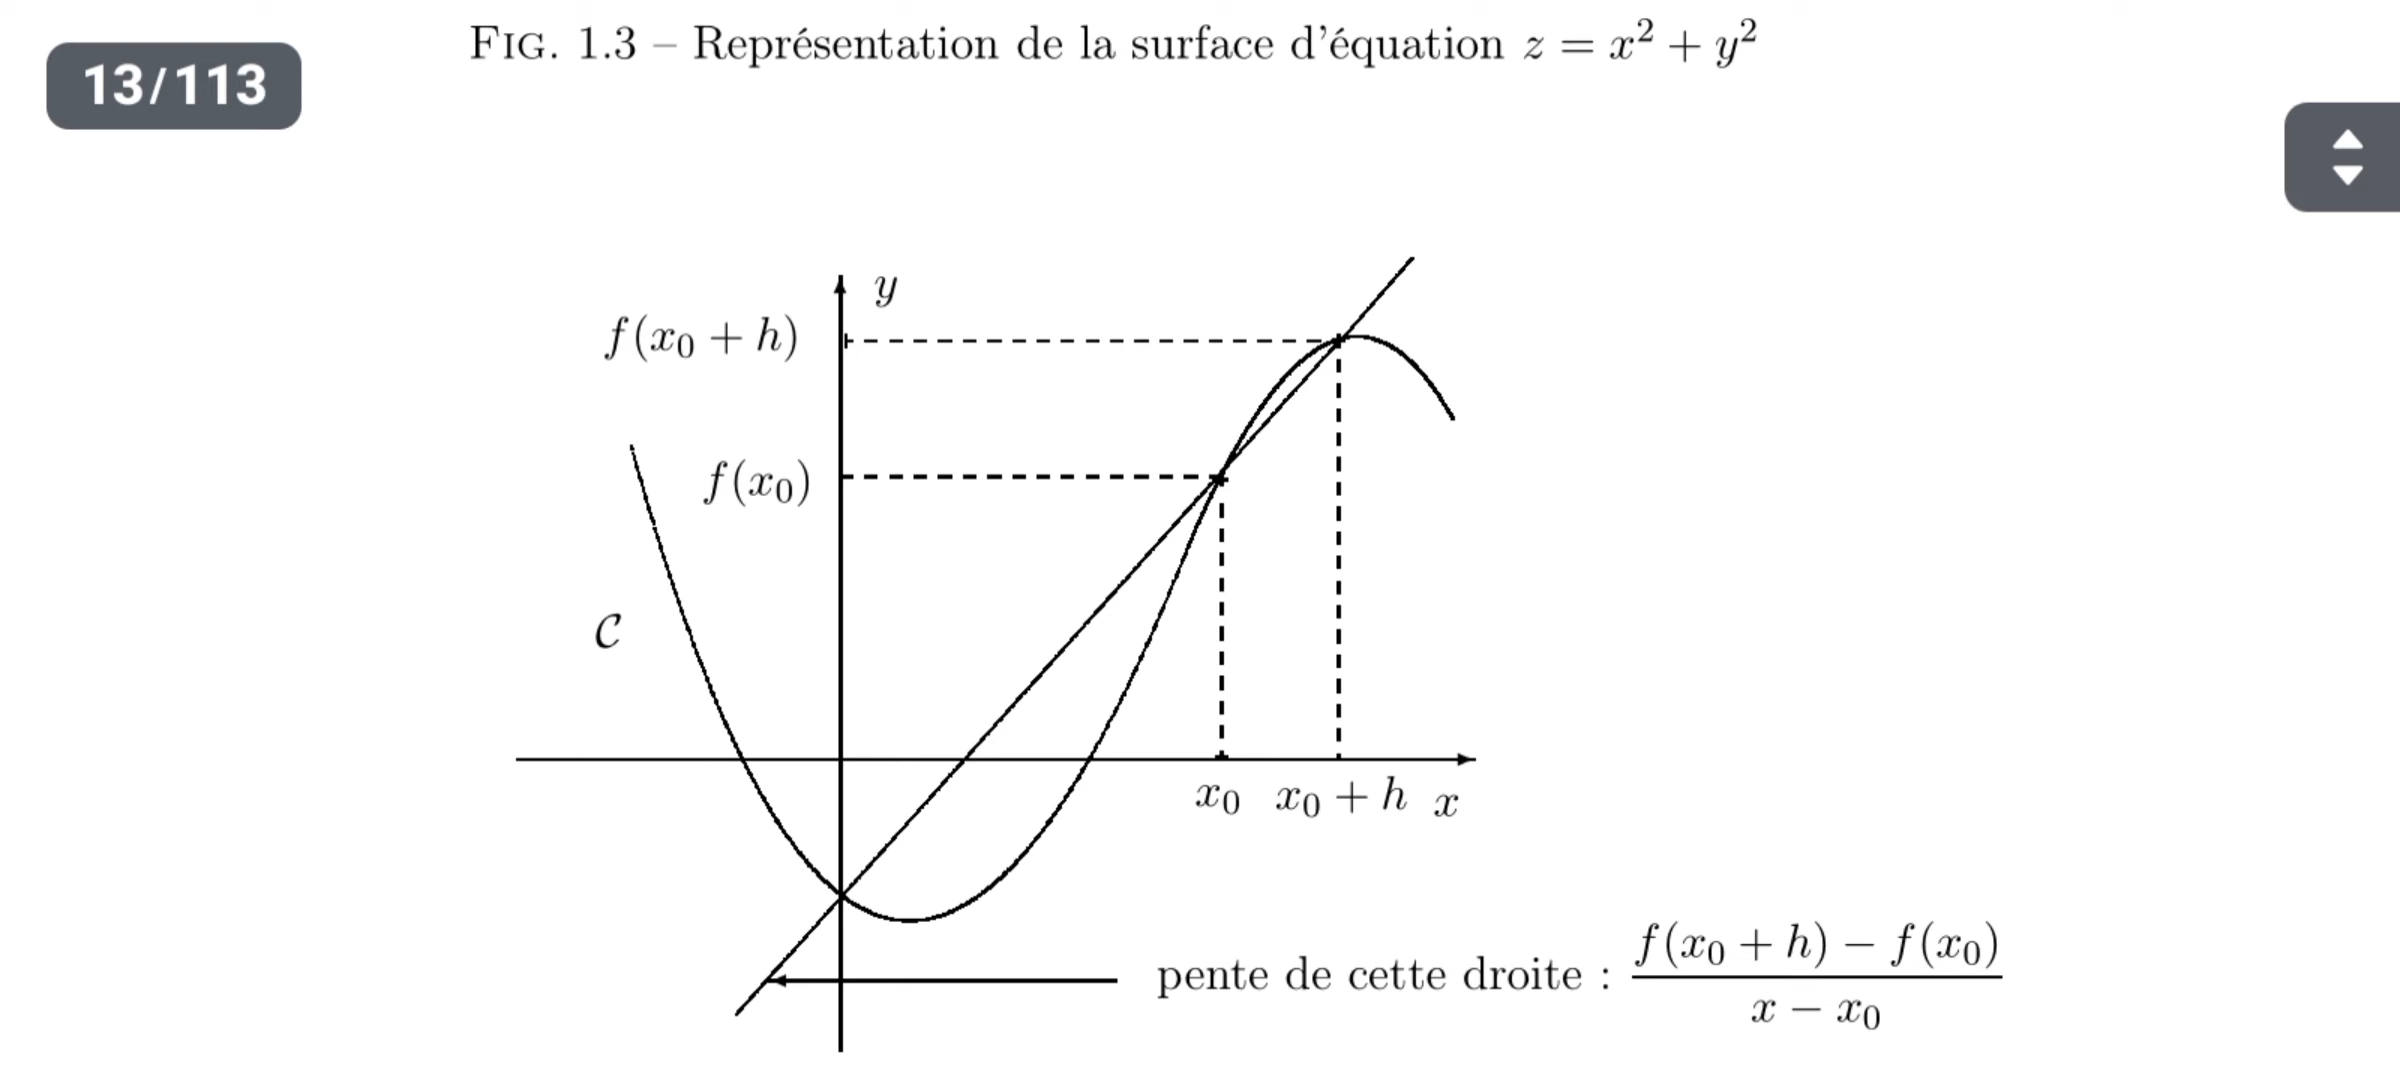 FIG. 1.3 – Représentation de la surface d'équation z = x² + y²
13/113
y
f(x₀ + h)
f(x₀)
C
x₀ x₀ + h x
pente de cette droite : f(x₀ + h) − f(x₀)
x − x₀